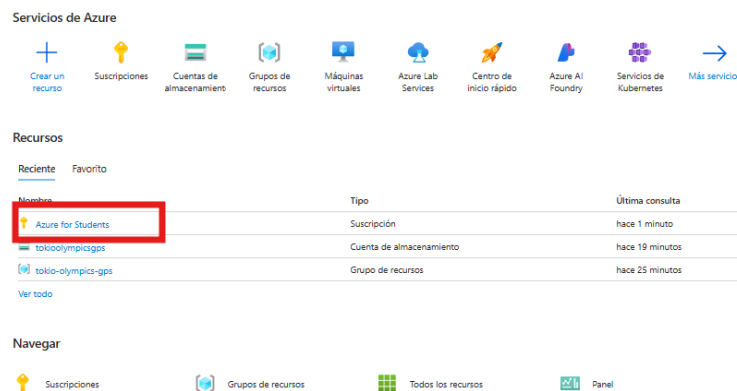 Servicios de Azure
Crear un recurso
Suscripciones
Cuentas de almacenamient
Grupos de recursos
Máquinas virtuales
Azure Lab Services
Centro de inicio rápido
Azure AI Foundry
Servicios de Kubernetes
Más servicio
Recursos
Reciente Favorito
Nombre Tipo Última consulta
Azure for Students Suscripción hace 1 minuto
tokioolympicsgps Cuenta de almacenamiento hace 19 minutos
tokio-olympics-gps Grupo de recursos hace 25 minutos
Ver todo
Navegar
Suscripciones Grupos de recursos Todos los recursos Panel